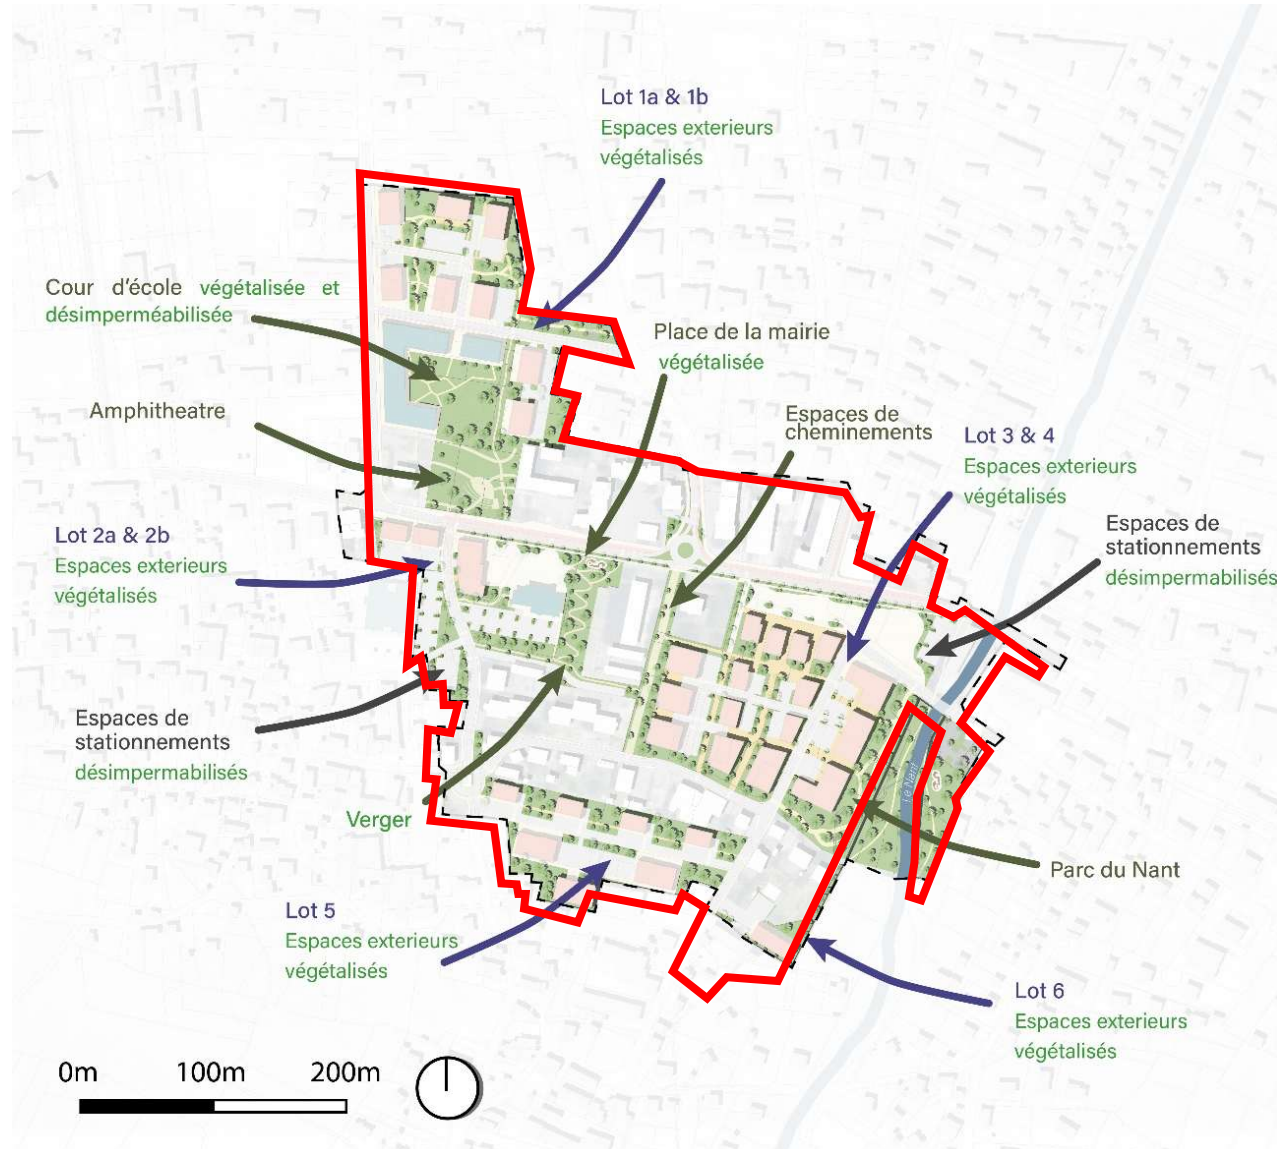 Lot 1a & 1b
Espaces exterieurs
végétalisés
Cour d'école végétalisée et
désimperméabilisée
Place de la mairie
végétalisée
Amphitheatre
Espaces de
cheminements
Lot 3 & 4
Espaces exterieurs
végétalisés
Espaces de
stationnements
désimpermabilisés
Lot 2a & 2b
Espaces exterieurs
végétalisés
Espaces de
stationnements
désimpermabilisés
Le Nant
Verger
Parc du Nant
Lot 5
Espaces exterieurs
végétalisés
Lot 6
Espaces exterieurs
végétalisés
0m 100m 200m